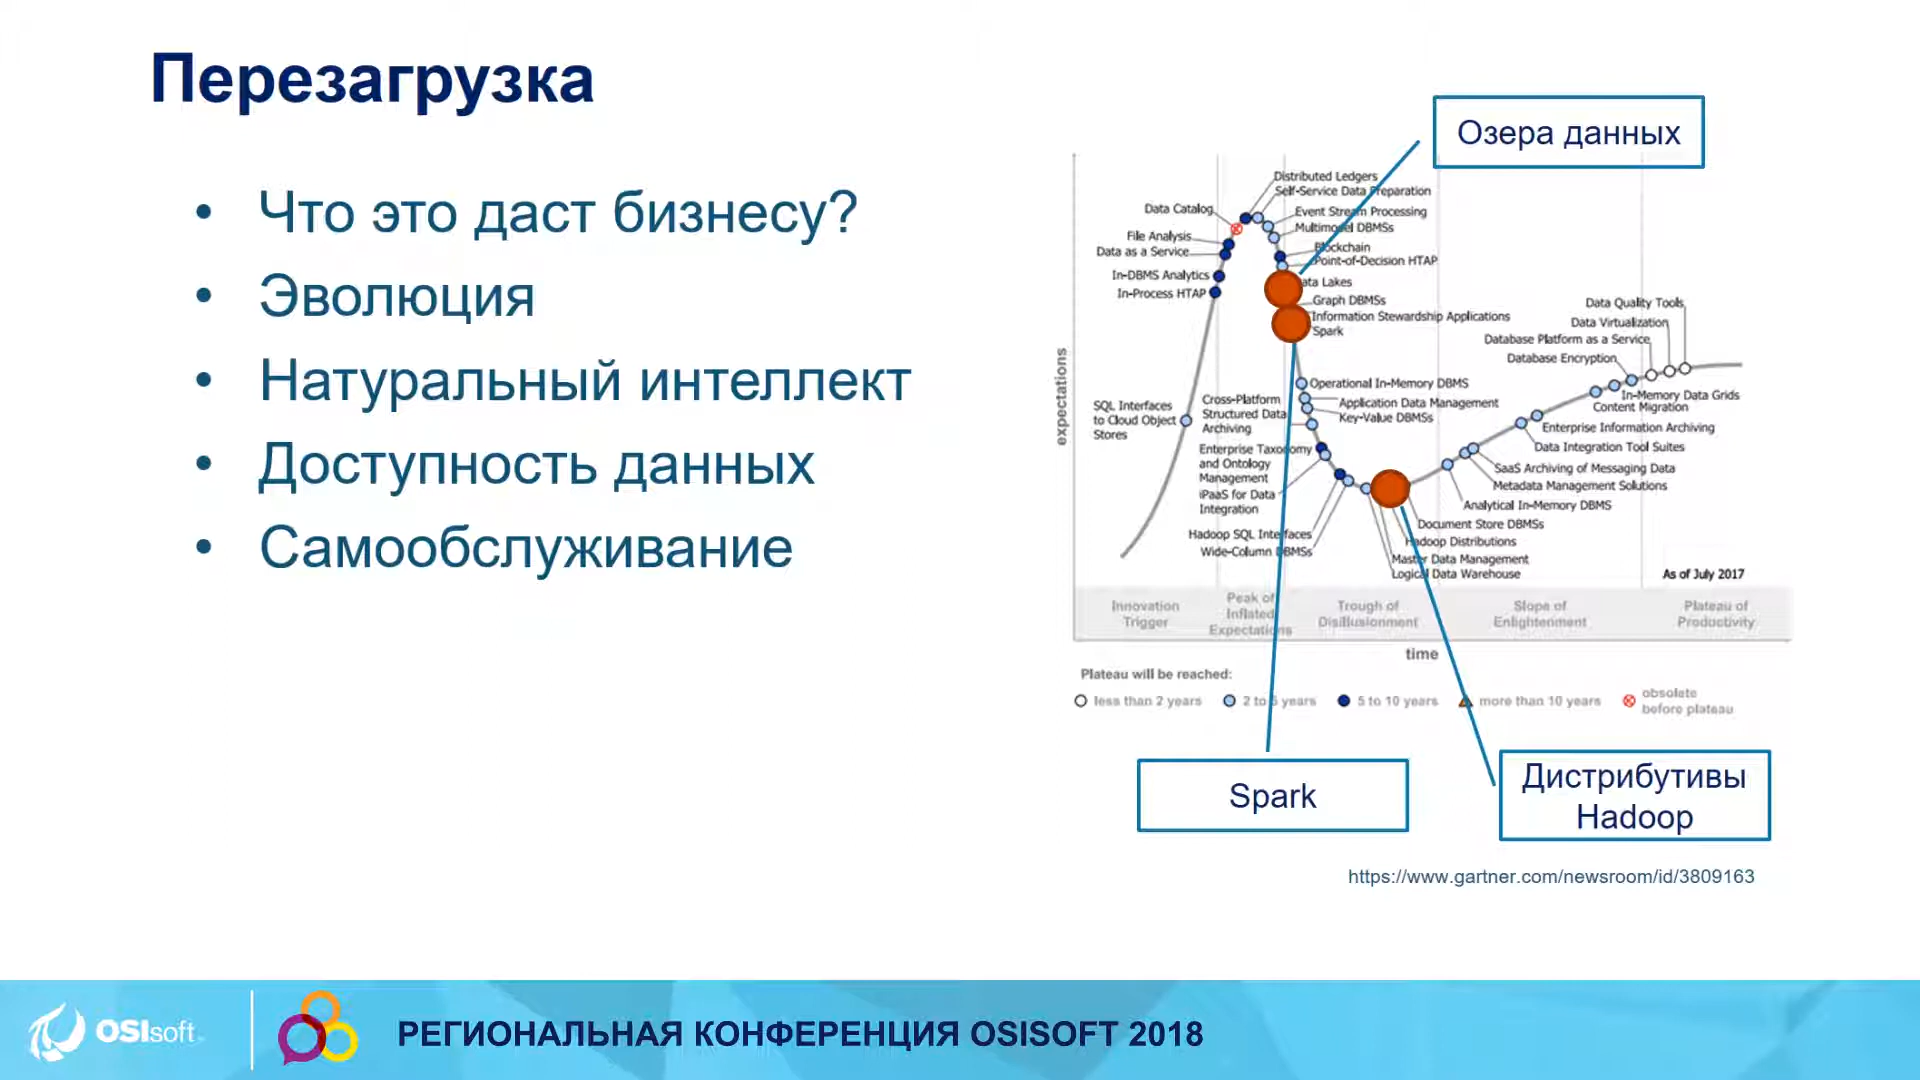 Перезагрузка
• Что это даст бизнесу?
• Эволюция
• Натуральный интеллект
• Доступность данных
• Самообслуживание
Озера данных
Distributed Ledgers
Self-Service Data Preparation
Data Catalog
Event Stream Processing
Multimodel DBMSs
File Analysis
Data as a Service
Blockchain
Point-of-Decision HTAP
In-DBMS Analytics
In-Process HTAP
ata Lakes
Graph DBMSs
Information Stewardship Applications
Spark
Data Quality Tools
Data Virtualization
Database Platform as a Service
Database Encryption
expectations
Operational In-Memory DBMS
Application Data Management
Key-Value DBMSs
SQL Interfaces
to Cloud Object
Stores
Cross-Platform
Structured Data
Archiving
In-Memory Data Grids
Content Migration
Enterprise Information Archiving
Data Integration Tool Suites
Enterprise Taxonomy
and Ontology
Management
iPaaS for Data
Integration
SaaS Archiving of Messaging Data
Metadata Management Solutions
Analytical In-Memory DBMS
Hadoop SQL Interfaces
Wide-Column DBMSs
Document Store DBMSs
Hadoop Distributions
Master Data Management
Logical Data Warehouse
As of July 2017
Innovation
Trigger
Peak of
Inflated
Expectations
Trough of
Disillusionment
Slope of
Enlightenment
Plateau of
Productivity
time
Plateau will be reached:
less than 2 years
2 to 5 years
5 to 10 years
more than 10 years
obsolete
before plateau
Spark
Дистрибутивы
Hadoop
https://www.gartner.com/newsroom/id/3809163
OSIsoft
РЕГИОНАЛЬНАЯ КОНФЕРЕНЦИЯ OSISOFT 2018